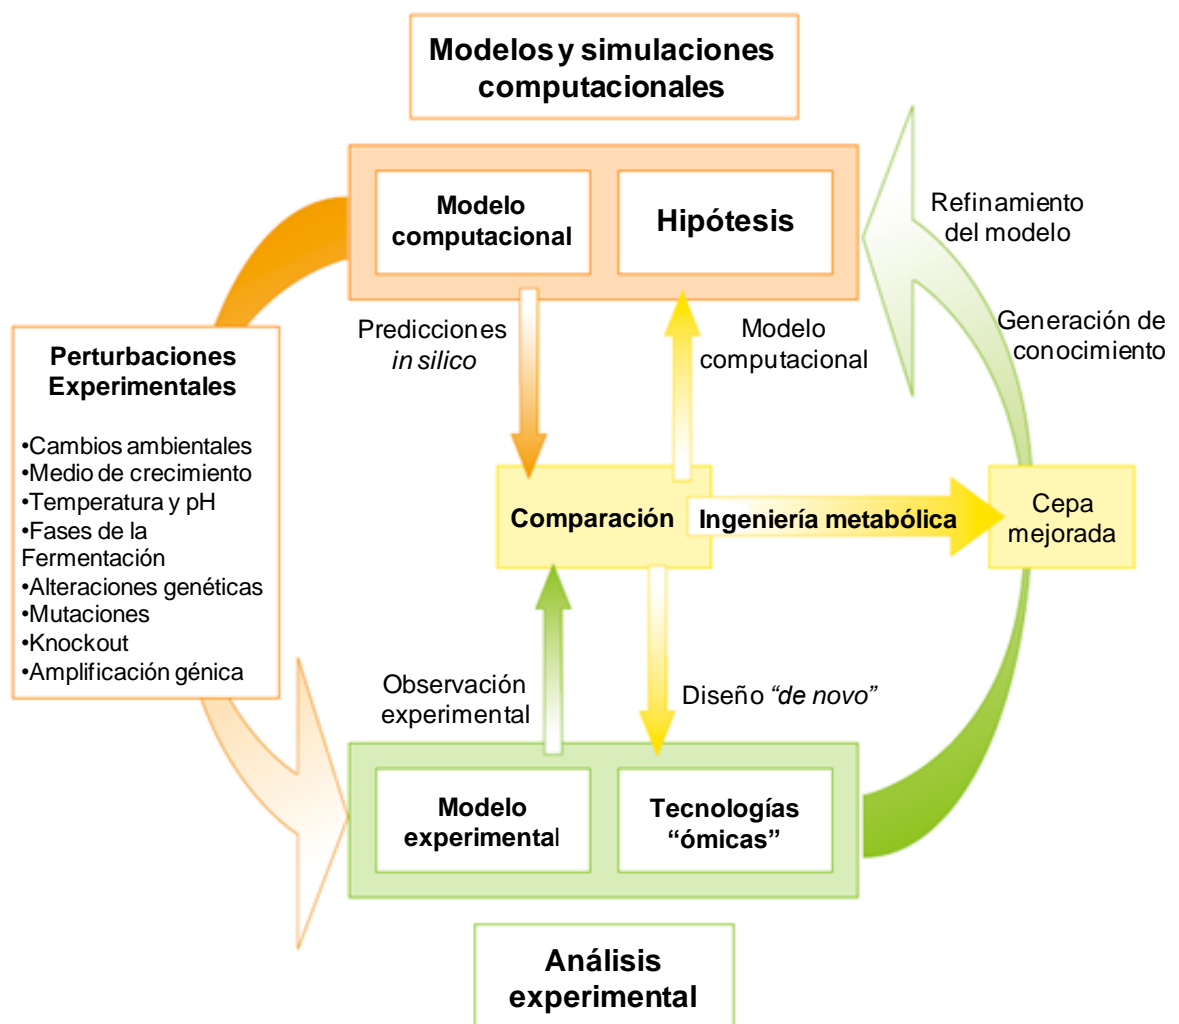 Modelos y simulaciones
computacionales
Modelo
computacional
Hipótesis
Refinamiento
del modelo
Predicciones
in silico
Modelo
computacional
Generación de
conocimiento
Perturbaciones
Experimentales
•Cambios ambientales
•Medio de crecimiento
•Temperatura y pH
•Fases de la
Fermentación
•Alteraciones genéticas
•Mutaciones
•Knockout
•Amplificación génica
Comparación
Ingeniería metabólica
Cepa
mejorada
Observación
experimental
Diseño “de novo”
Modelo
experimental
Tecnologías
“ómicas”
Análisis
experimental